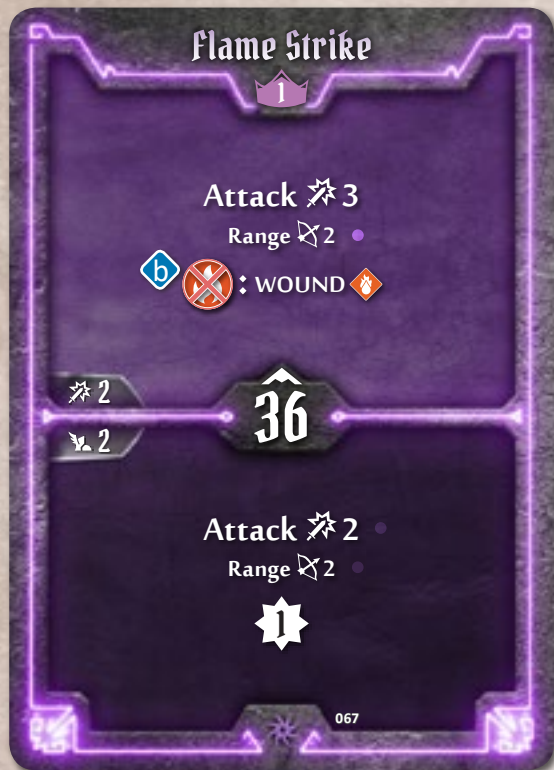 Flame Strike
1
Attack 3
Range 2
b : WOUND
2
36
2
Attack 2
Range 2
1
067